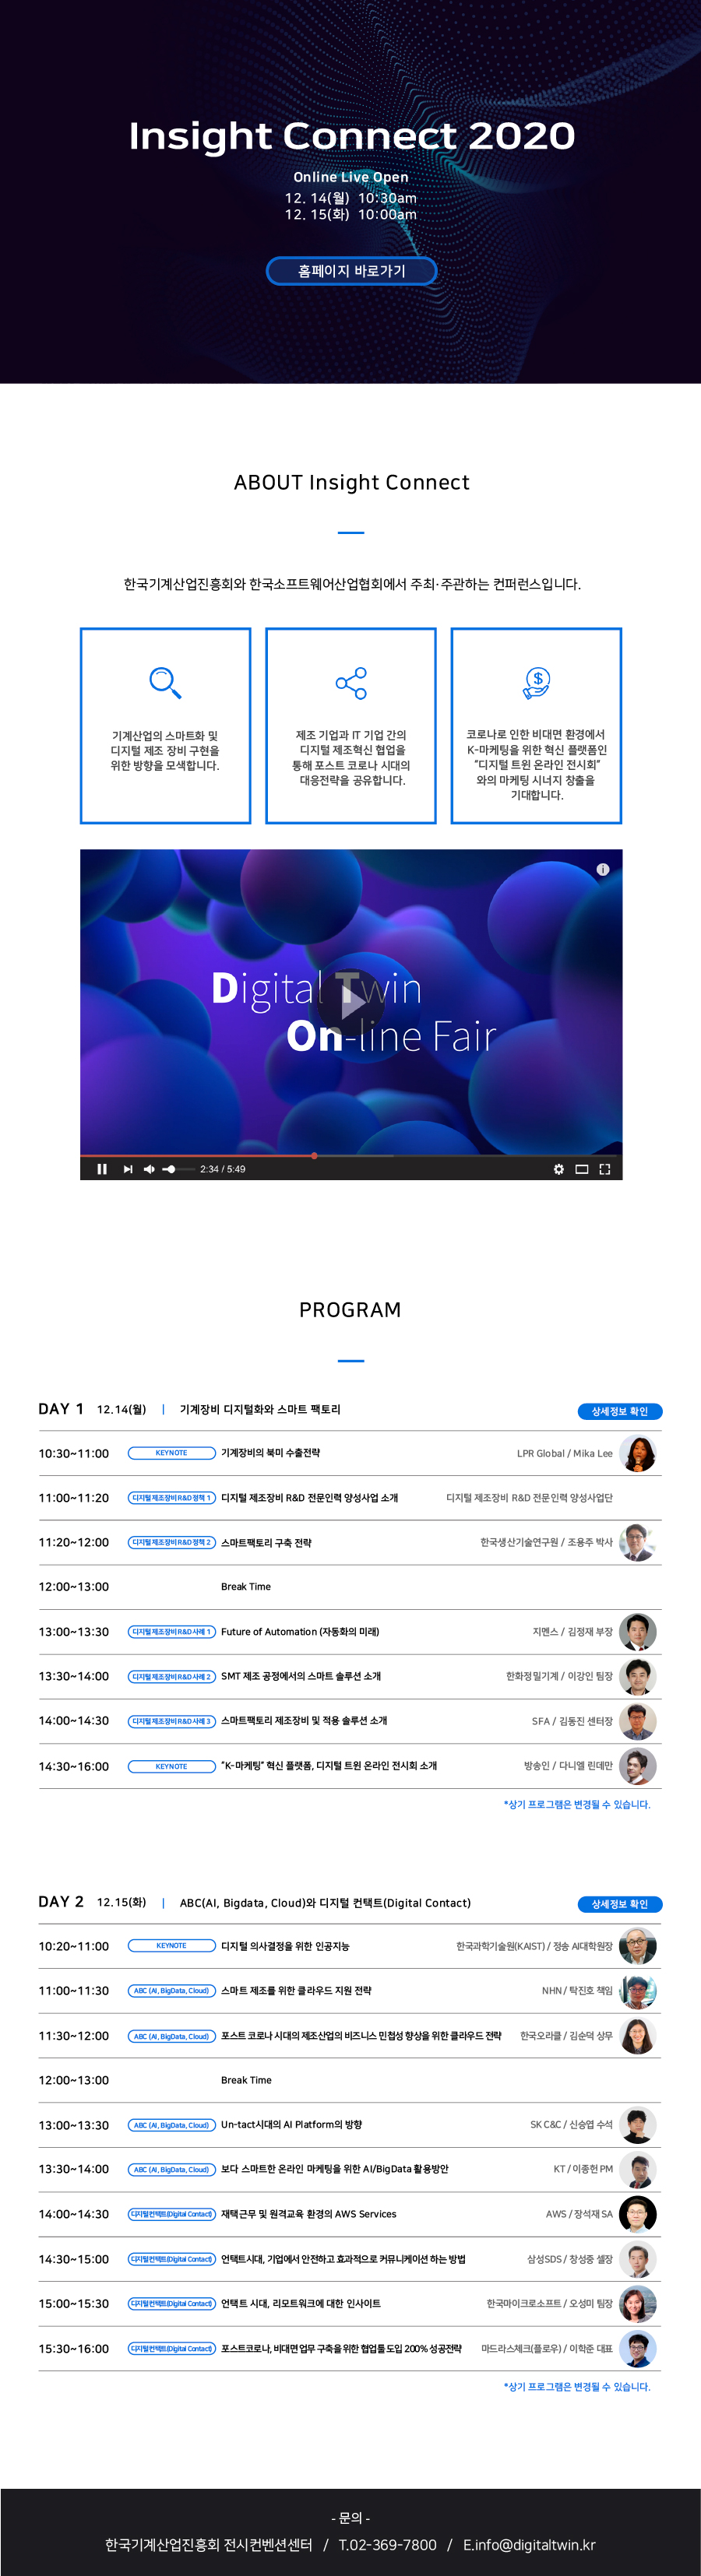 Insight Connect 2020
Online Live Open
12. 14(월) 10:30am
12. 15(화) 10:00am
홈페이지 바로가기
ABOUT Insight Connect
한국기계산업진흥회와 한국소프트웨어산업협회에서 주최·주관하는 컨퍼런스입니다.
기계산업의 스마트화 및
디지털 제조 장비 구현을
위한 방향을 모색합니다.
제조 기업과 IT 기업 간의
디지털 제조혁신 협업을
통해 포스트 코로나 시대의
대응전략을 공유합니다.
코로나로 인한 비대면 환경에서
K-마케팅을 위한 혁신 플랫폼인
“디지털 트윈 온라인 전시회”
와의 마케팅 시너지 창출을
기대합니다.
Digital Twin
On-line Fair
2:34 / 5:49
PROGRAM
DAY 1 12.14(월) | 기계장비 디지털화와 스마트 팩토리 상세정보 확인
10:30~11:00 KEYNOTE 기계장비의 북미 수출전략 LPR Global / Mika Lee
11:00~11:20 디지털 제조장비 R&D 정책 1 디지털 제조장비 R&D 전문인력 양성사업 소개 디지털 제조장비 R&D 전문인력 양성사업단
11:20~12:00 디지털 제조장비 R&D 정책 2 스마트팩토리 구축 전략 한국생산기술연구원 / 조용주 박사
12:00~13:00 Break Time
13:00~13:30 디지털 제조장비 R&D 사례 1 Future of Automation (자동화의 미래) 지멘스 / 김정재 부장
13:30~14:00 디지털 제조장비 R&D 사례 2 SMT 제조 공정에서의 스마트 솔루션 소개 한화정밀기계 / 이강인 팀장
14:00~14:30 디지털 제조장비 R&D 사례 3 스마트팩토리 제조장비 및 적용 솔루션 소개 SFA / 김동진 센터장
14:30~16:00 KEYNOTE “K-마케팅” 혁신 플랫폼, 디지털 트윈 온라인 전시회 소개 방송인 / 다니엘 린데만
*상기 프로그램은 변경될 수 있습니다.
DAY 2 12.15(화) | ABC(AI, Bigdata, Cloud)와 디지털 컨택트(Digital Contact) 상세정보 확인
10:20~11:00 KEYNOTE 디지털 의사결정을 위한 인공지능 한국과학기술원(KAIST) / 정송 AI대학원장
11:00~11:30 ABC (AI, BigData, Cloud) 스마트 제조를 위한 클라우드 지원 전략 NHN / 탁진호 책임
11:30~12:00 ABC (AI, BigData, Cloud) 포스트 코로나 시대의 제조산업의 비즈니스 민첩성 향상을 위한 클라우드 전략 한국오라클 / 김순덕 상무
12:00~13:00 Break Time
13:00~13:30 ABC (AI, BigData, Cloud) Un-tact시대의 AI Platform의 방향 SK C&C / 신승엽 수석
13:30~14:00 ABC (AI, BigData, Cloud) 보다 스마트한 온라인 마케팅을 위한 AI/BigData 활용방안 KT / 이종헌 PM
14:00~14:30 디지털컨택트(Digital Contact) 재택근무 및 원격교육 환경의 AWS Services AWS / 장석재 SA
14:30~15:00 디지털컨택트(Digital Contact) 언택트시대, 기업에서 안전하고 효과적으로 커뮤니케이션 하는 방법 삼성SDS / 창성중 셀장
15:00~15:30 디지털컨택트(Digital Contact) 언택트 시대, 리모트워크에 대한 인사이트 한국마이크로소프트 / 오성미 팀장
15:30~16:00 디지털컨택트(Digital Contact) 포스트코로나, 비대면 업무 구축을 위한 협업툴 도입 200% 성공전략 마드라스체크(플로우) / 이학준 대표
*상기 프로그램은 변경될 수 있습니다.
- 문의 -
한국기계산업진흥회 전시컨벤션센터 / T.02-369-7800 / E.info@digitaltwin.kr